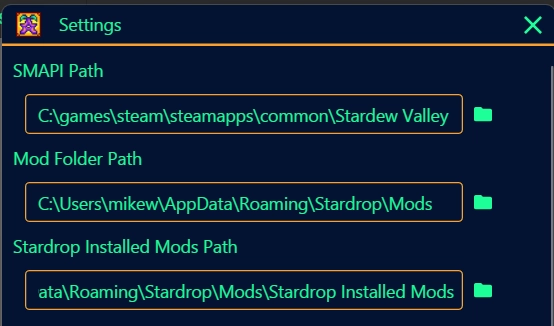 Settings
SMAPI Path
C:\games\steam\steamapps\common\Stardew Valley
Mod Folder Path
C:\Users\mikew\AppData\Roaming\Stardrop\Mods
Stardrop Installed Mods Path
ata\Roaming\Stardrop\Mods\Stardrop Installed Mods